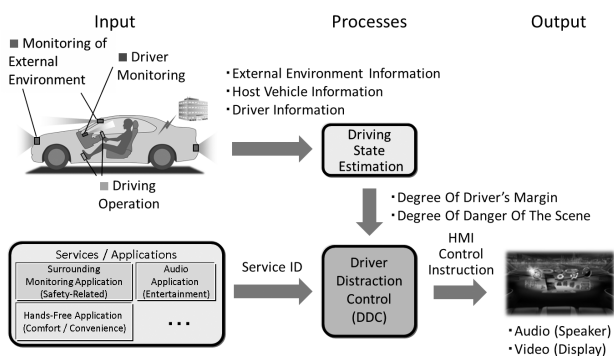 Input
Processes
Output
■ Monitoring of
External
Environment
■ Driver
Monitoring
■ Driving
Operation
・External Environment Information
・Host Vehicle Information
・Driver Information
Driving
State
Estimation
・Degree Of Driver's Margin
・Degree Of Danger Of The Scene
Services / Applications
Surrounding
Monitoring Application
(Safety-Related)
Audio
Application
(Entertainment)
Hands-Free Application
(Comfort / Convenience)
...
Service ID
Driver
Distraction
Control
(DDC)
HMI
Control
Instruction
・Audio (Speaker)
・Video (Display)